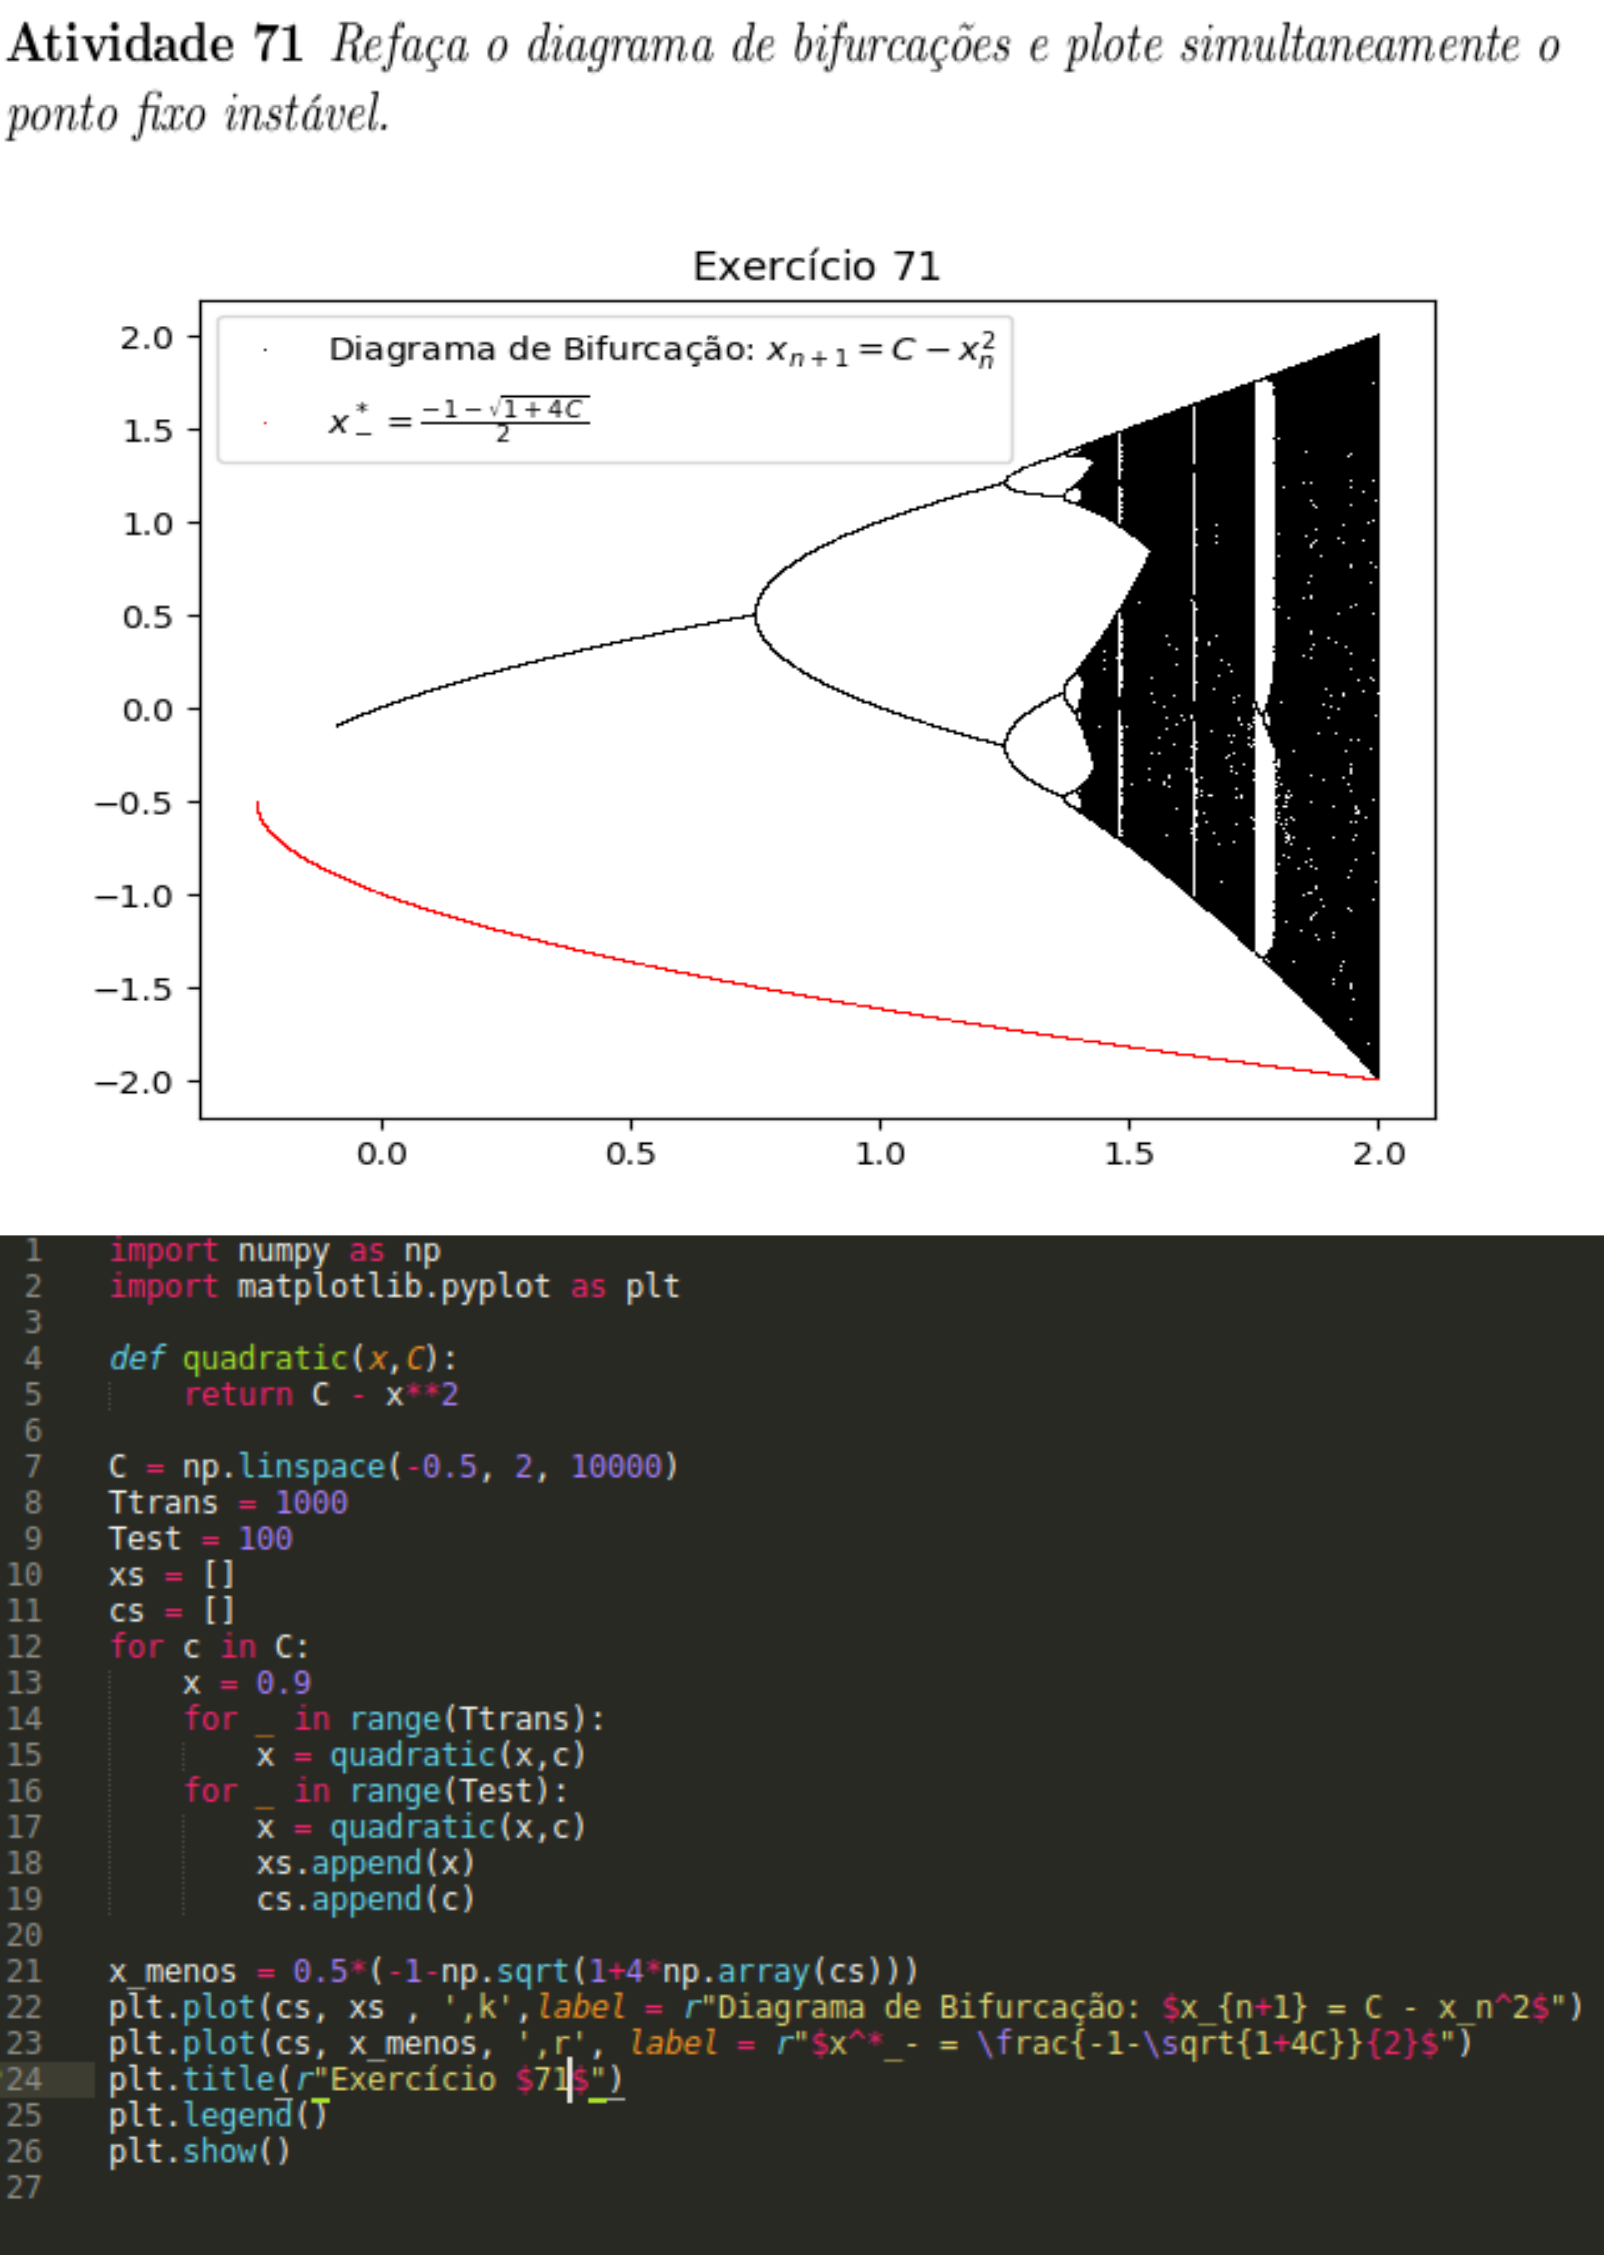 Atividade 71 Refaça o diagrama de bifurcações e plote simultaneamente o
ponto fixo instável.
Exercício 71
Diagrama de Bifurcação: $x_{n+1} = C - x_n^2$
$x^*_- = \frac{-1-\sqrt{1+4C}}{2}$
2.0
1.5
1.0
0.5
0.0
−0.5
−1.0
−1.5
−2.0
0.0 0.5 1.0 1.5 2.0
1 import numpy as np
2 import matplotlib.pyplot as plt
3
4 def quadratic(x,C):
5     return C - x**2
6
7 C = np.linspace(-0.5, 2, 10000)
8 Ttrans = 1000
9 Test = 100
10 xs = []
11 cs = []
12 for c in C:
13     x = 0.9
14     for _ in range(Ttrans):
15         x = quadratic(x,c)
16     for _ in range(Test):
17         x = quadratic(x,c)
18         xs.append(x)
19         cs.append(c)
20
21 x_menos = 0.5*(-1-np.sqrt(1+4*np.array(cs)))
22 plt.plot(cs, xs , ',k',label = r"Diagrama de Bifurcação: $x_{n+1} = C - x_n^2$")
23 plt.plot(cs, x_menos, ',r', label = r"$x^*_- = \frac{-1-\sqrt{1+4C}}{2}$")
24 plt.title(r"Exercício $71$")
25 plt.legend()
26 plt.show()
27